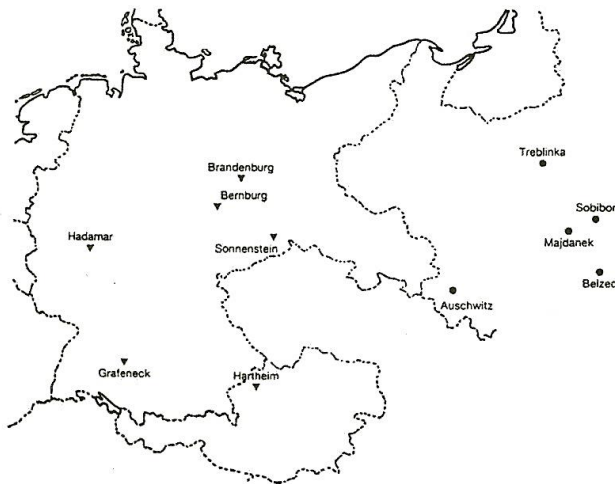 Treblinka
Brandenburg
Bernburg
Sobibor
Hadamar
Sonnenstein
Majdanek
Belzec
Auschwitz
Grafeneck
Hartheim